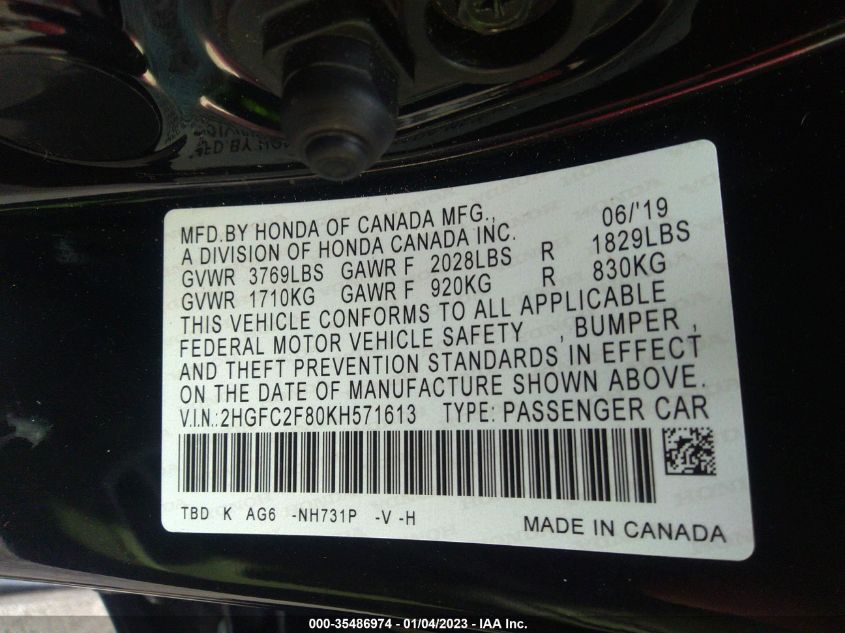 MFD.BY HONDA OF CANADA MFG., 06/'19
A DIVISION OF HONDA CANADA INC.
GVWR 3769LBS GAWR F 2028LBS R 1829LBS
GVWR 1710KG GAWR F 920KG R 830KG
THIS VEHICLE CONFORMS TO ALL APPLICABLE
FEDERAL MOTOR VEHICLE SAFETY , BUMPER ,
AND THEFT PREVENTION STANDARDS IN EFFECT
ON THE DATE OF MANUFACTURE SHOWN ABOVE.
V.I.N.:2HGFC2F80KH571613 TYPE: PASSENGER CAR
TBD K AG6 -NH731P -V -H MADE IN CANADA
000-35486974 - 01/04/2023 - IAA Inc.